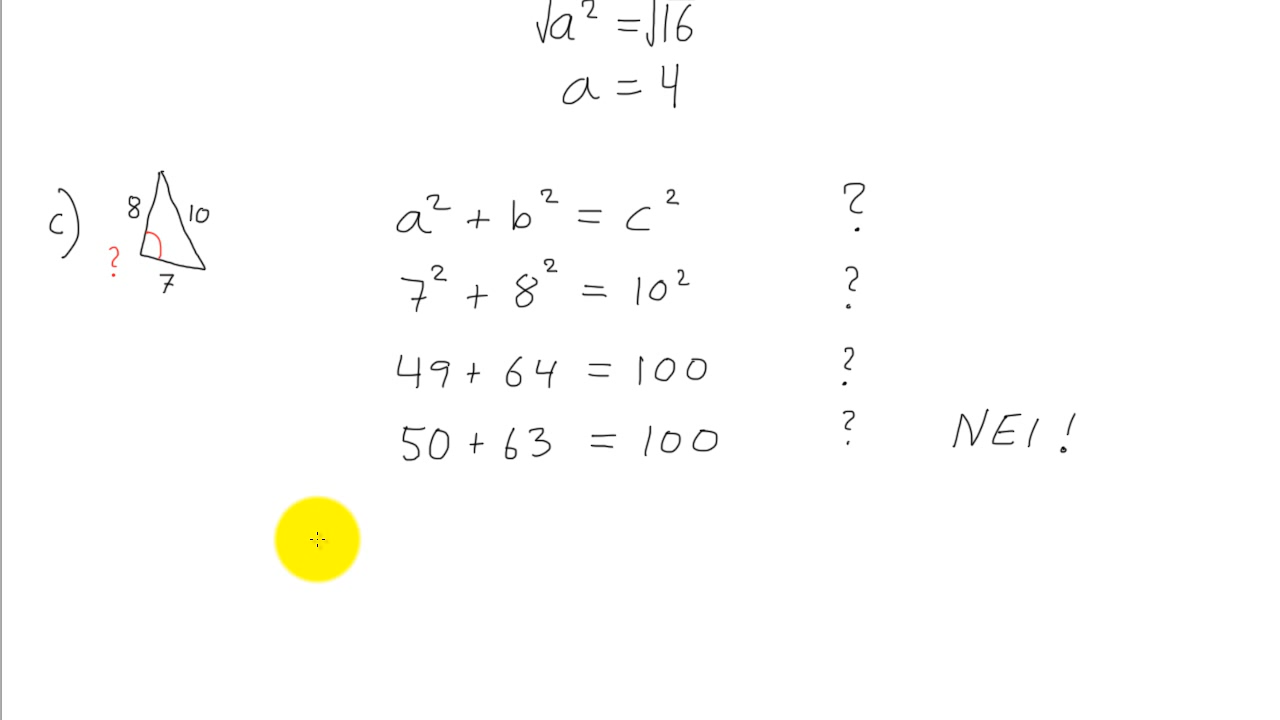 √a² = √16
a = 4
c)
8
10
?
7
a² + b² = c² ?
7² + 8² = 10² ?
49 + 64 = 100 ?
50 + 63 = 100 ? NEI!